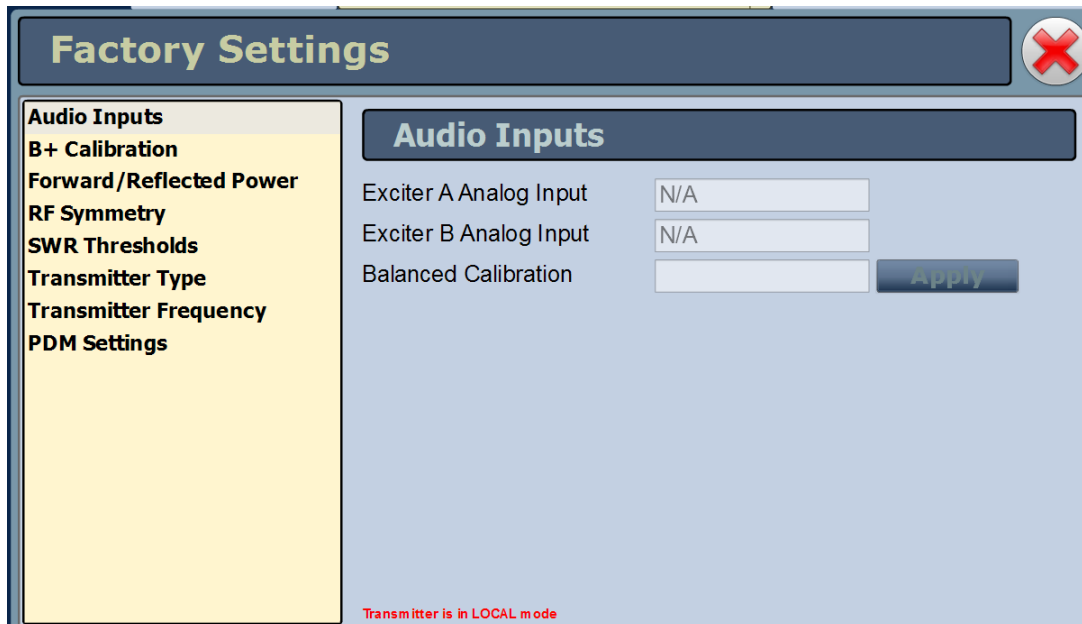 Factory Settings
Audio Inputs
B+ Calibration
Forward/Reflected Power
RF Symmetry
SWR Thresholds
Transmitter Type
Transmitter Frequency
PDM Settings
Audio Inputs
Exciter A Analog Input N/A
Exciter B Analog Input N/A
Balanced Calibration Apply
Transmitter is in LOCAL mode